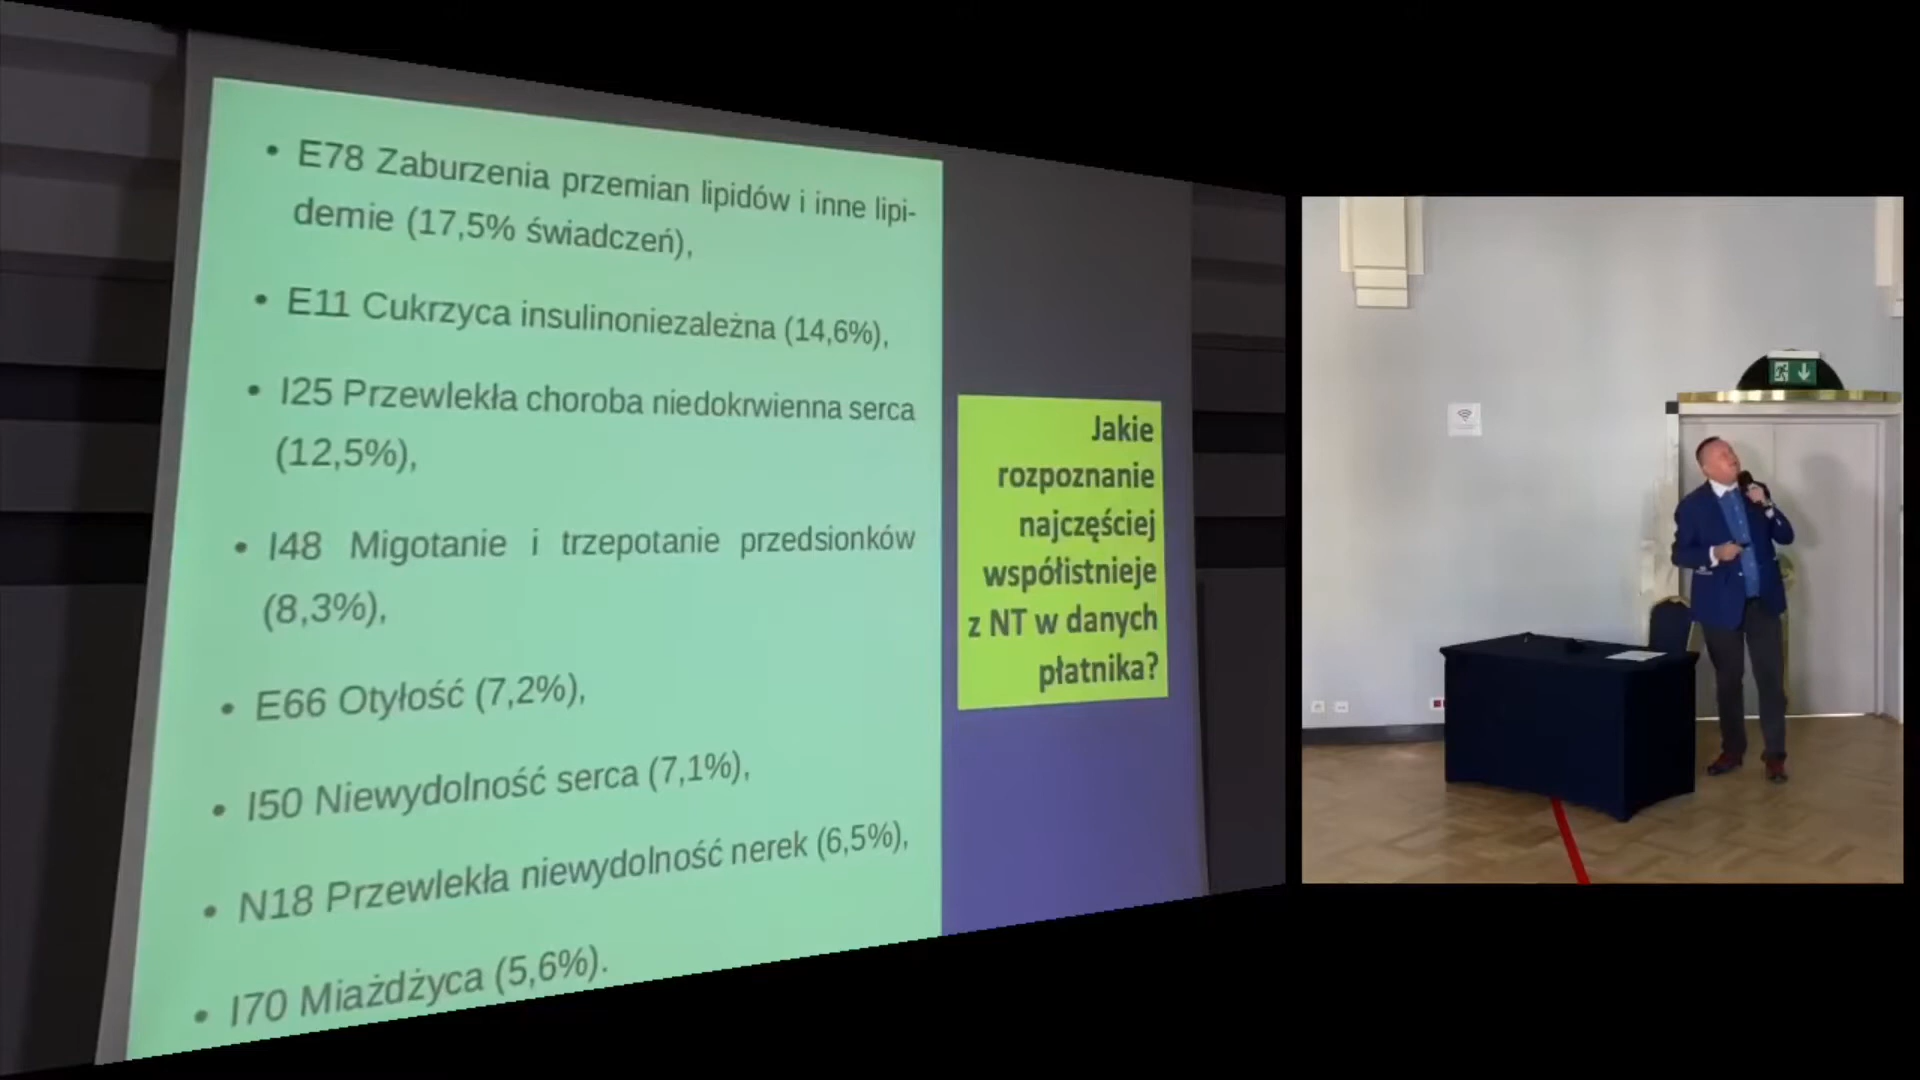 • E78 Zaburzenia przemian lipidów i inne lipi-
demie (17,5% świadczeń),
• E11 Cukrzyca insulinoniezależna (14,6%),
• I25 Przewlekła choroba niedokrwienna serca
(12,5%),
• I48 Migotanie i trzepotanie przedsionków
(8,3%),
• E66 Otyłość (7,2%),
• I50 Niewydolność serca (7,1%),
• N18 Przewlekła niewydolność nerek (6,5%),
• I70 Miażdżyca (5,6%).
Jakie
rozpoznanie
najczęściej
współistnieje
z NT w danych
płatnika?